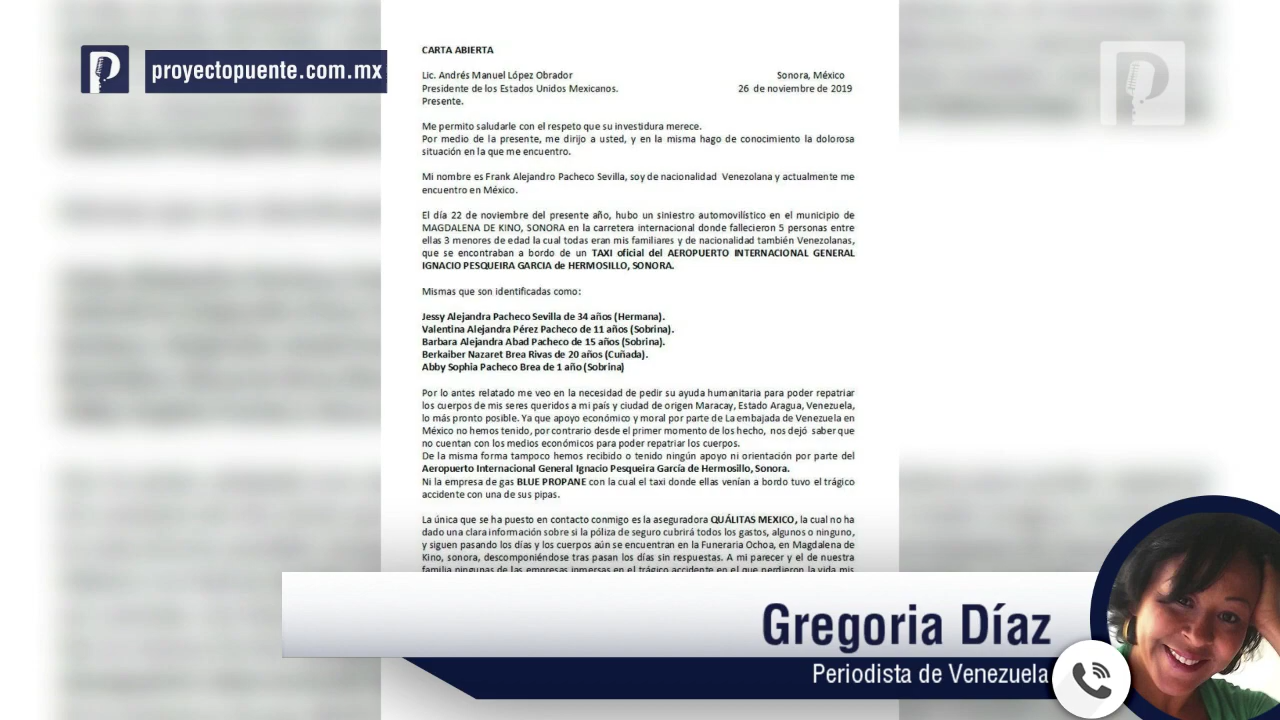 proyectopuente.com.mx
CARTA ABIERTA
Lic. Andrés Manuel López Obrador
Sonora, México
Presidente de los Estados Unidos Mexicanos.
26 de noviembre de 2019
Presente.
Me permito saludarle con el respeto que su investidura merece.
Por medio de la presente, me dirijo a usted, y en la misma hago de conocimiento la dolorosa
situación en la que me encuentro.
Mi nombre es Frank Alejandro Pacheco Sevilla, soy de nacionalidad Venezolana y actualmente me
encuentro en México.
El día 22 de noviembre del presente año, hubo un siniestro automovilístico en el municipio de
MAGDALENA DE KINO, SONORA en la carretera internacional donde fallecieron 5 personas entre
ellas 3 menores de edad la cual todas eran mis familiares y de nacionalidad también Venezolanas,
que se encontraban a bordo de un TAXI oficial del AEROPUERTO INTERNACIONAL GENERAL
IGNACIO PESQUEIRA GARCIA de HERMOSILLO, SONORA.
Mismas que son identificadas como:
Jessy Alejandra Pacheco Sevilla de 34 años (Hermana).
Valentina Alejandra Pérez Pacheco de 11 años (Sobrina).
Barbara Alejandra Abad Pacheco de 15 años (Sobrina).
Berkaiber Nazaret Brea Rivas de 20 años (Cuñada).
Abby Sophia Pacheco Brea de 1 año (Sobrina)
Por lo antes relatado me veo en la necesidad de pedir su ayuda humanitaria para poder repatriar
los cuerpos de mis seres queridos a mi país y ciudad de origen Maracay, Estado Aragua, Venezuela,
lo más pronto posible. Ya que apoyo económico y moral por parte de La embajada de Venezuela en
México no hemos tenido, por contrario desde el primer momento de los hecho, nos dejó saber que
no cuentan con los medios económicos para poder repatriar los cuerpos.
De la misma forma tampoco hemos recibido o tenido ningún apoyo ni orientación por parte del
Aeropuerto Internacional General Ignacio Pesqueira García de Hermosillo, Sonora.
Ni la empresa de gas BLUE PROPANE con la cual el taxi donde ellas venían a bordo tuvo el trágico
accidente con una de sus pipas.
La única que se ha puesto en contacto conmigo es la aseguradora QUÁLITAS MEXICO, la cual no ha
dado una clara información sobre si la póliza de seguro cubrirá todos los gastos, algunos o ninguno,
y siguen pasando los días y los cuerpos aún se encuentran en la Funeraria Ochoa, en Magdalena de
Kino, sonora, descomponiéndose tras pasan los días sin respuestas. A mi parecer y el de nuestra
familia ningunas de las empresas inmersas en el trágico accidente en el que perdieron la vida mis
Gregoria Díaz
Periodista de Venezuela